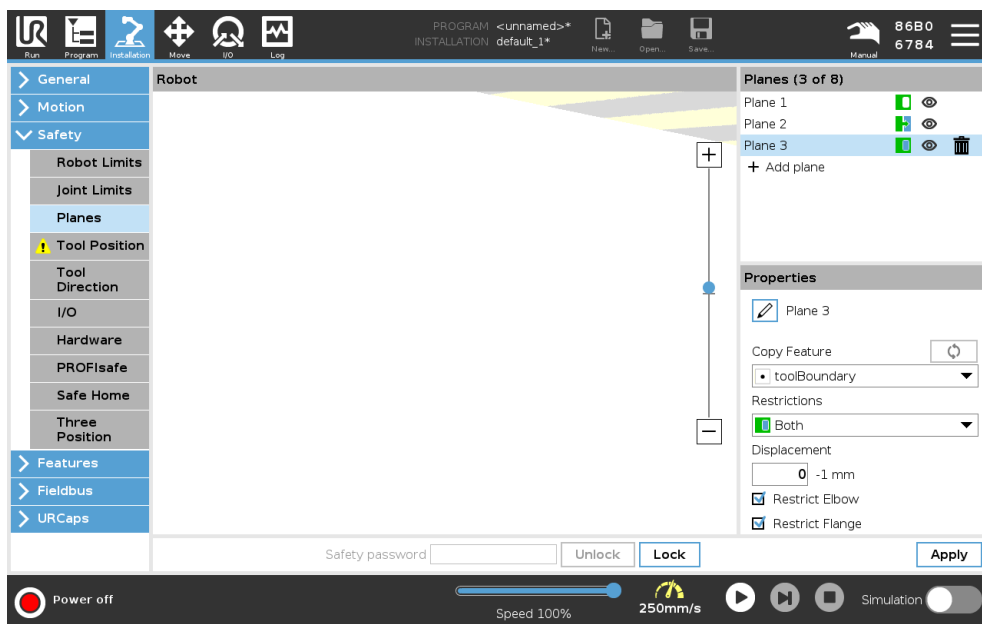 PROGRAM <unnamed>*
INSTALLATION default_1*
UR
Run
Program
Installation
Move
I/O
Log
New...
Open...
Save...
Manual
86B0
6784
General
Motion
Safety
Robot Limits
Joint Limits
Planes
Tool Position
Tool
Direction
I/O
Hardware
PROFIsafe
Safe Home
Three
Position
Features
Fieldbus
URCaps
Robot
+
−
Planes (3 of 8)
Plane 1
Plane 2
Plane 3
+ Add plane
Properties
Plane 3
Copy Feature
toolBoundary
Restrictions
Both
Displacement
0 -1 mm
Restrict Elbow
Restrict Flange
Safety password
Unlock
Lock
Apply
Power off
Speed 100%
250mm/s
Simulation